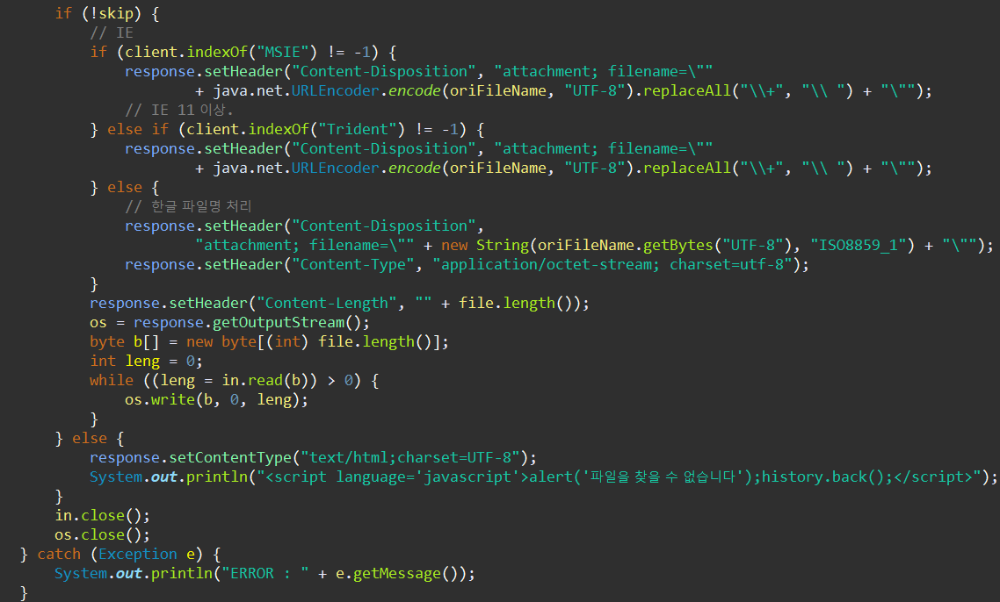 if (!skip) {
// IE
if (client.indexOf("MSIE") != -1) {
response.setHeader("Content-Disposition", "attachment; filename=\""
+ java.net.URLEncoder.encode(oriFileName, "UTF-8").replaceAll("\\+", "\\ ") + "\"");
// IE 11 이상.
} else if (client.indexOf("Trident") != -1) {
response.setHeader("Content-Disposition", "attachment; filename=\""
+ java.net.URLEncoder.encode(oriFileName, "UTF-8").replaceAll("\\+", "\\ ") + "\"");
} else {
// 한글 파일명 처리
response.setHeader("Content-Disposition",
"attachment; filename=\"" + new String(oriFileName.getBytes("UTF-8"), "ISO8859_1") + "\"");
response.setHeader("Content-Type", "application/octet-stream; charset=utf-8");
}
response.setHeader("Content-Length", "" + file.length());
os = response.getOutputStream();
byte b[] = new byte[(int) file.length()];
int leng = 0;
while ((leng = in.read(b)) > 0) {
os.write(b, 0, leng);
}
} else {
response.setContentType("text/html;charset=UTF-8");
System.out.println("<script language='javascript'>alert('파일을 찾을 수 없습니다');history.back();</script>");
}
in.close();
os.close();
} catch (Exception e) {
System.out.println("ERROR : " + e.getMessage());
}